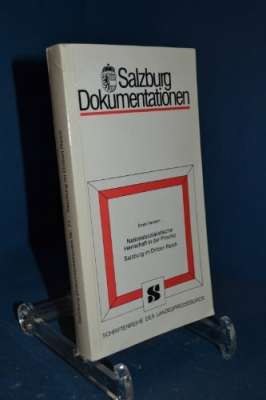 Salzburg
Dokumentationen
Ernst Hanisch
Nationalsozialistische
Herrschaft in der Provinz
Salzburg im Dritten Reich
S
SCHRIFTENREIHE DES LANDESPRESSEBÜROS